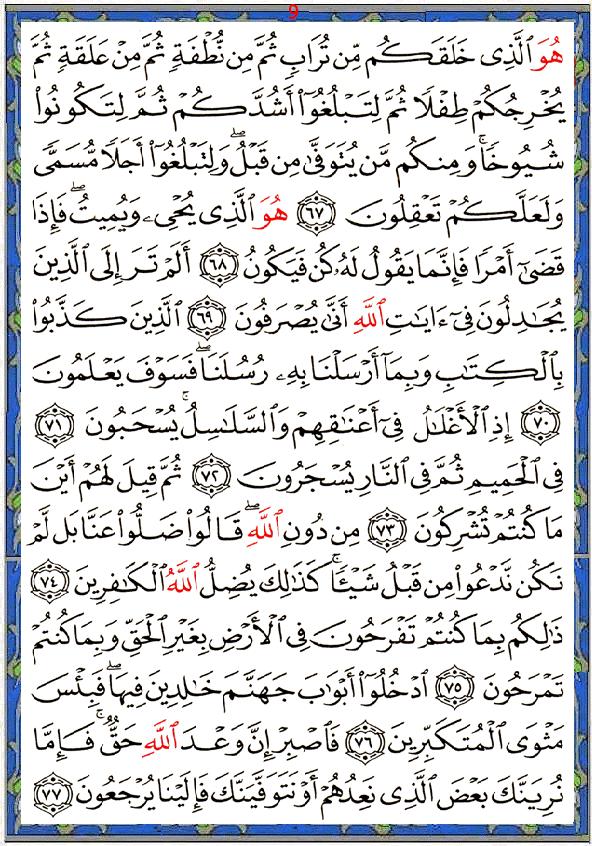 9
هُوَ ٱلَّذِى خَلَقَكُم مِّن تُرَابٍ ثُمَّ مِن نُّطْفَةٍ ثُمَّ مِنْ عَلَقَةٍ ثُمَّ
يُخْرِجُكُمْ طِفْلًا ثُمَّ لِتَبْلُغُوٓا۟ أَشُدَّكُمْ ثُمَّ لِتَكُونُوا۟
شُيُوخًا ۚ وَمِنكُم مَّن يُتَوَفَّىٰ مِن قَبْلُ ۖ وَلِتَبْلُغُوٓا۟ أَجَلًا مُّسَمًّى
وَلَعَلَّكُمْ تَعْقِلُونَ ٦٧ هُوَ ٱلَّذِى يُحْىِۦ وَيُمِيتُ ۖ فَإِذَا
قَضَىٰٓ أَمْرًا فَإِنَّمَا يَقُولُ لَهُۥ كُن فَيَكُونُ ٦٨ أَلَمْ تَرَ إِلَى ٱلَّذِينَ
يُجَٰدِلُونَ فِىٓ ءَايَٰتِ ٱللَّهِ أَنَّىٰ يُصْرَفُونَ ٦٩ ٱلَّذِينَ كَذَّبُوا۟
بِٱلْكِتَٰبِ وَبِمَآ أَرْسَلْنَا بِهِۦ رُسُلَنَا ۖ فَسَوْفَ يَعْلَمُونَ
٧٠ إِذِ ٱلْأَغْلَٰلُ فِىٓ أَعْنَٰقِهِمْ وَٱلسَّلَٰسِلُ يُسْحَبُونَ ٧١
فِى ٱلْحَمِيمِ ثُمَّ فِى ٱلنَّارِ يُسْجَرُونَ ٧٢ ثُمَّ قِيلَ لَهُمْ أَيْنَ
مَا كُنتُمْ تُشْرِكُونَ ٧٣ مِن دُونِ ٱللَّهِ ۖ قَالُوا۟ ضَلُّوا۟ عَنَّا بَل لَّمْ
نَكُن نَّدْعُوا۟ مِن قَبْلُ شَيْـًٔا ۚ كَذَٰلِكَ يُضِلُّ ٱللَّهُ ٱلْكَٰفِرِينَ ٧٤
ذَٰلِكُم بِمَا كُنتُمْ تَفْرَحُونَ فِى ٱلْأَرْضِ بِغَيْرِ ٱلْحَقِّ وَبِمَا كُنتُمْ
تَمْرَحُونَ ٧٥ ٱدْخُلُوٓا۟ أَبْوَٰبَ جَهَنَّمَ خَٰلِدِينَ فِيهَا ۖ فَبِئْسَ
مَثْوَى ٱلْمُتَكَبِّرِينَ ٧٦ فَٱصْبِرْ إِنَّ وَعْدَ ٱللَّهِ حَقٌّ ۚ فَإِمَّا
نُرِيَنَّكَ بَعْضَ ٱلَّذِى نَعِدُهُمْ أَوْ نَتَوَفَّيَنَّكَ فَإِلَيْنَا يُرْجَعُونَ ٧٧